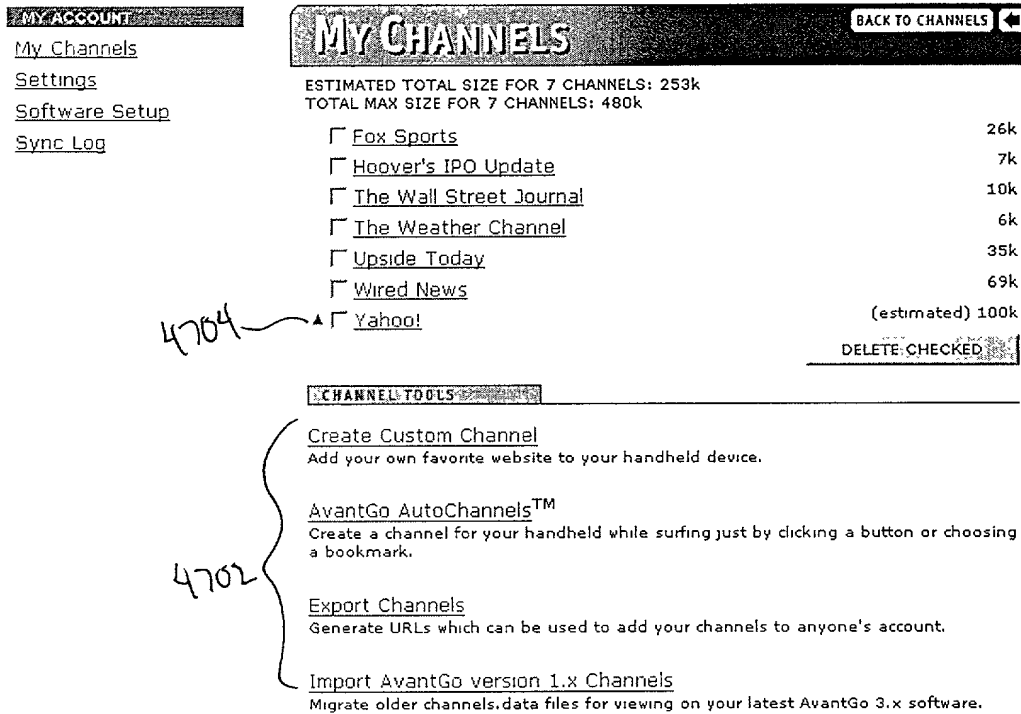 MY ACCOUNT
My Channels
Settings
Software Setup
Sync Log
MY CHANNELS
BACK TO CHANNELS
ESTIMATED TOTAL SIZE FOR 7 CHANNELS: 253k
TOTAL MAX SIZE FOR 7 CHANNELS: 480k
Fox Sports 26k
Hoover's IPO Update 7k
The Wall Street Journal 10k
The Weather Channel 6k
Upside Today 35k
Wired News 69k
4704 Yahoo! (estimated) 100k
DELETE CHECKED
CHANNEL TOOLS
Create Custom Channel
Add your own favorite website to your handheld device.
AvantGo AutoChannels™
Create a channel for your handheld while surfing just by clicking a button or choosing
a bookmark.
4702
Export Channels
Generate URLs which can be used to add your channels to anyone's account.
Import AvantGo version 1.x Channels
Migrate older channels.data files for viewing on your latest AvantGo 3.x software.